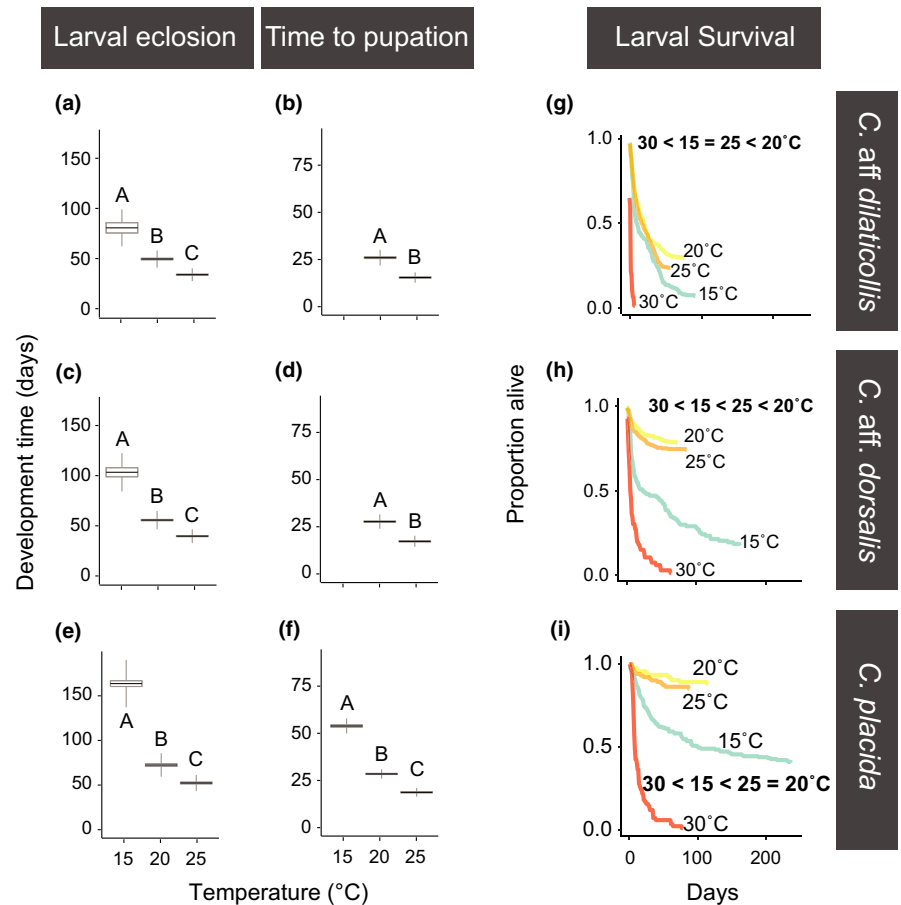 Larval eclosion
Time to pupation
Larval Survival
(a)
150
100
50
0
A
B
C
(b)
75
50
25
0
A
B
(g)
1.0
0.5
0.0
30 < 15 = 25 < 20˚C
20˚C
25˚C
15˚C
30˚C
C. aff dilaticollis
Development time (days)
Proportion alive
(c)
150
100
50
0
A
B
C
(d)
75
50
25
0
A
B
(h)
1.0
0.5
0.0
30 < 15 < 25 < 20˚C
20˚C
25˚C
15˚C
30˚C
C. aff. dorsalis
(e)
150
100
50
0
A
B
C
15 20 25
(f)
75
50
25
0
A
B
C
15 20 25
(i)
1.0
0.5
0.0
20˚C
25˚C
15˚C
30 < 15 < 25 = 20˚C
30˚C
0 200
C. placida
Temperature (°C)
Days